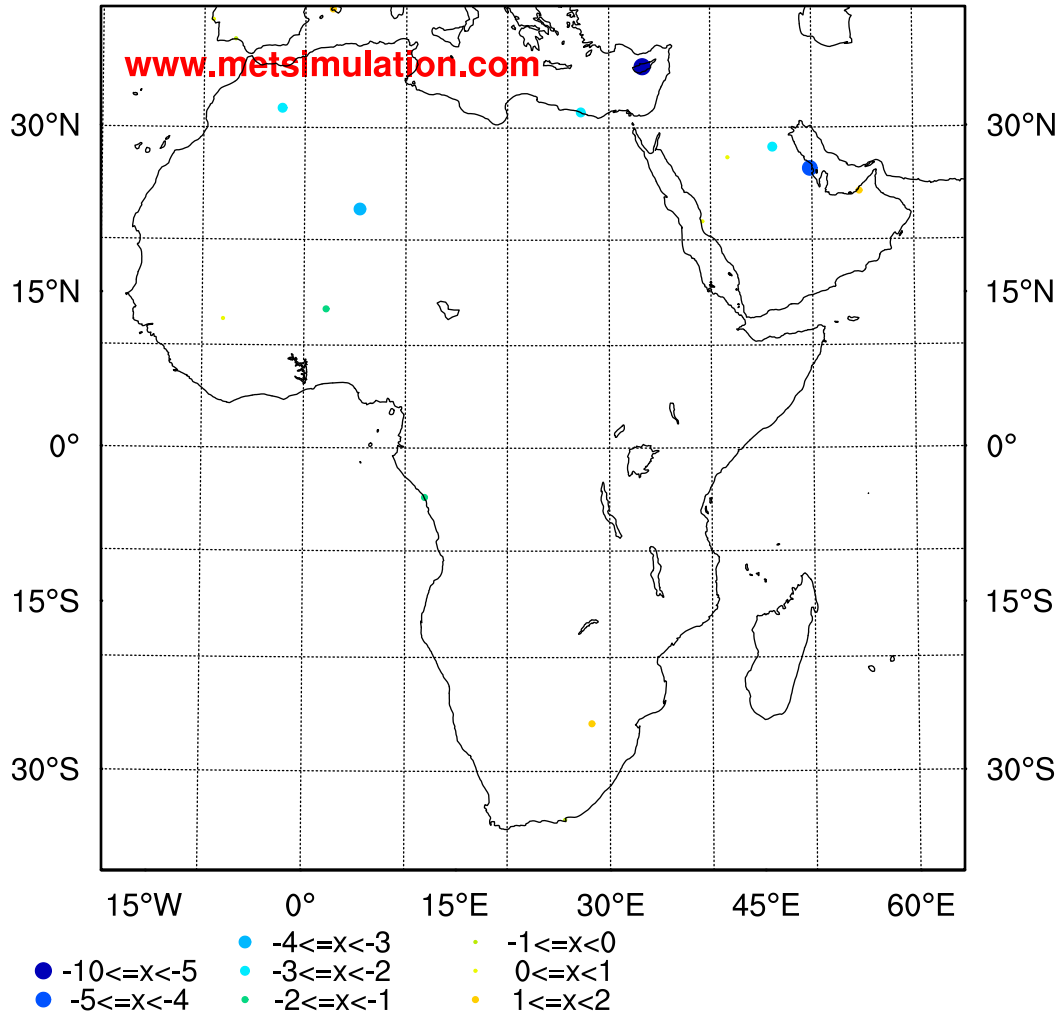 www.metsimulation.com
30°N 30°N
15°N 15°N
0° 0°
15°S 15°S
30°S 30°S
15°W 0° 15°E 30°E 45°E 60°E
-4<=x<-3 -1<=x<0
-10<=x<-5 -3<=x<-2 0<=x<1
-5<=x<-4 -2<=x<-1 1<=x<2